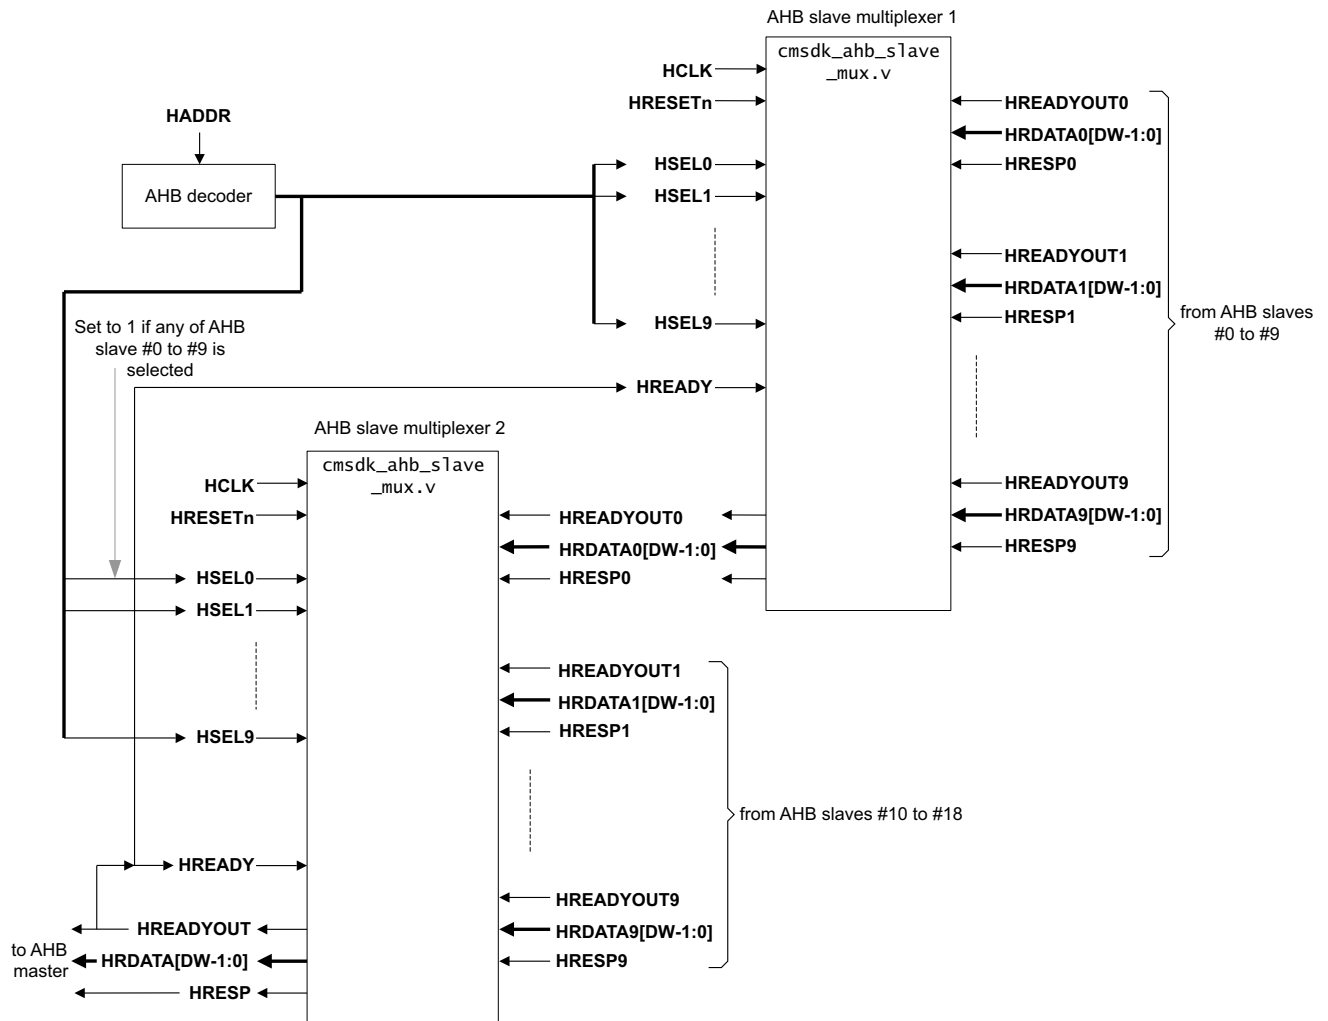 AHB slave multiplexer 1
cmsdk_ahb_slave
_mux.v
HCLK
HRESETn
HREADYOUT0
HRDATA0[DW-1:0]
HRESP0
HADDR
AHB decoder
HSEL0
HSEL1
HSEL9
HREADYOUT1
HRDATA1[DW-1:0]
HRESP1
from AHB slaves
#0 to #9
Set to 1 if any of AHB
slave #0 to #9 is
selected
HREADY
HREADYOUT9
HRDATA9[DW-1:0]
HRESP9
AHB slave multiplexer 2
cmsdk_ahb_slave
_mux.v
HCLK
HRESETn
HREADYOUT0
HRDATA0[DW-1:0]
HRESP0
HSEL0
HSEL1
HSEL9
HREADYOUT1
HRDATA1[DW-1:0]
HRESP1
from AHB slaves #10 to #18
HREADY
HREADYOUT9
HRDATA9[DW-1:0]
HRESP9
HREADYOUT
HRDATA[DW-1:0]
HRESP
to AHB
master